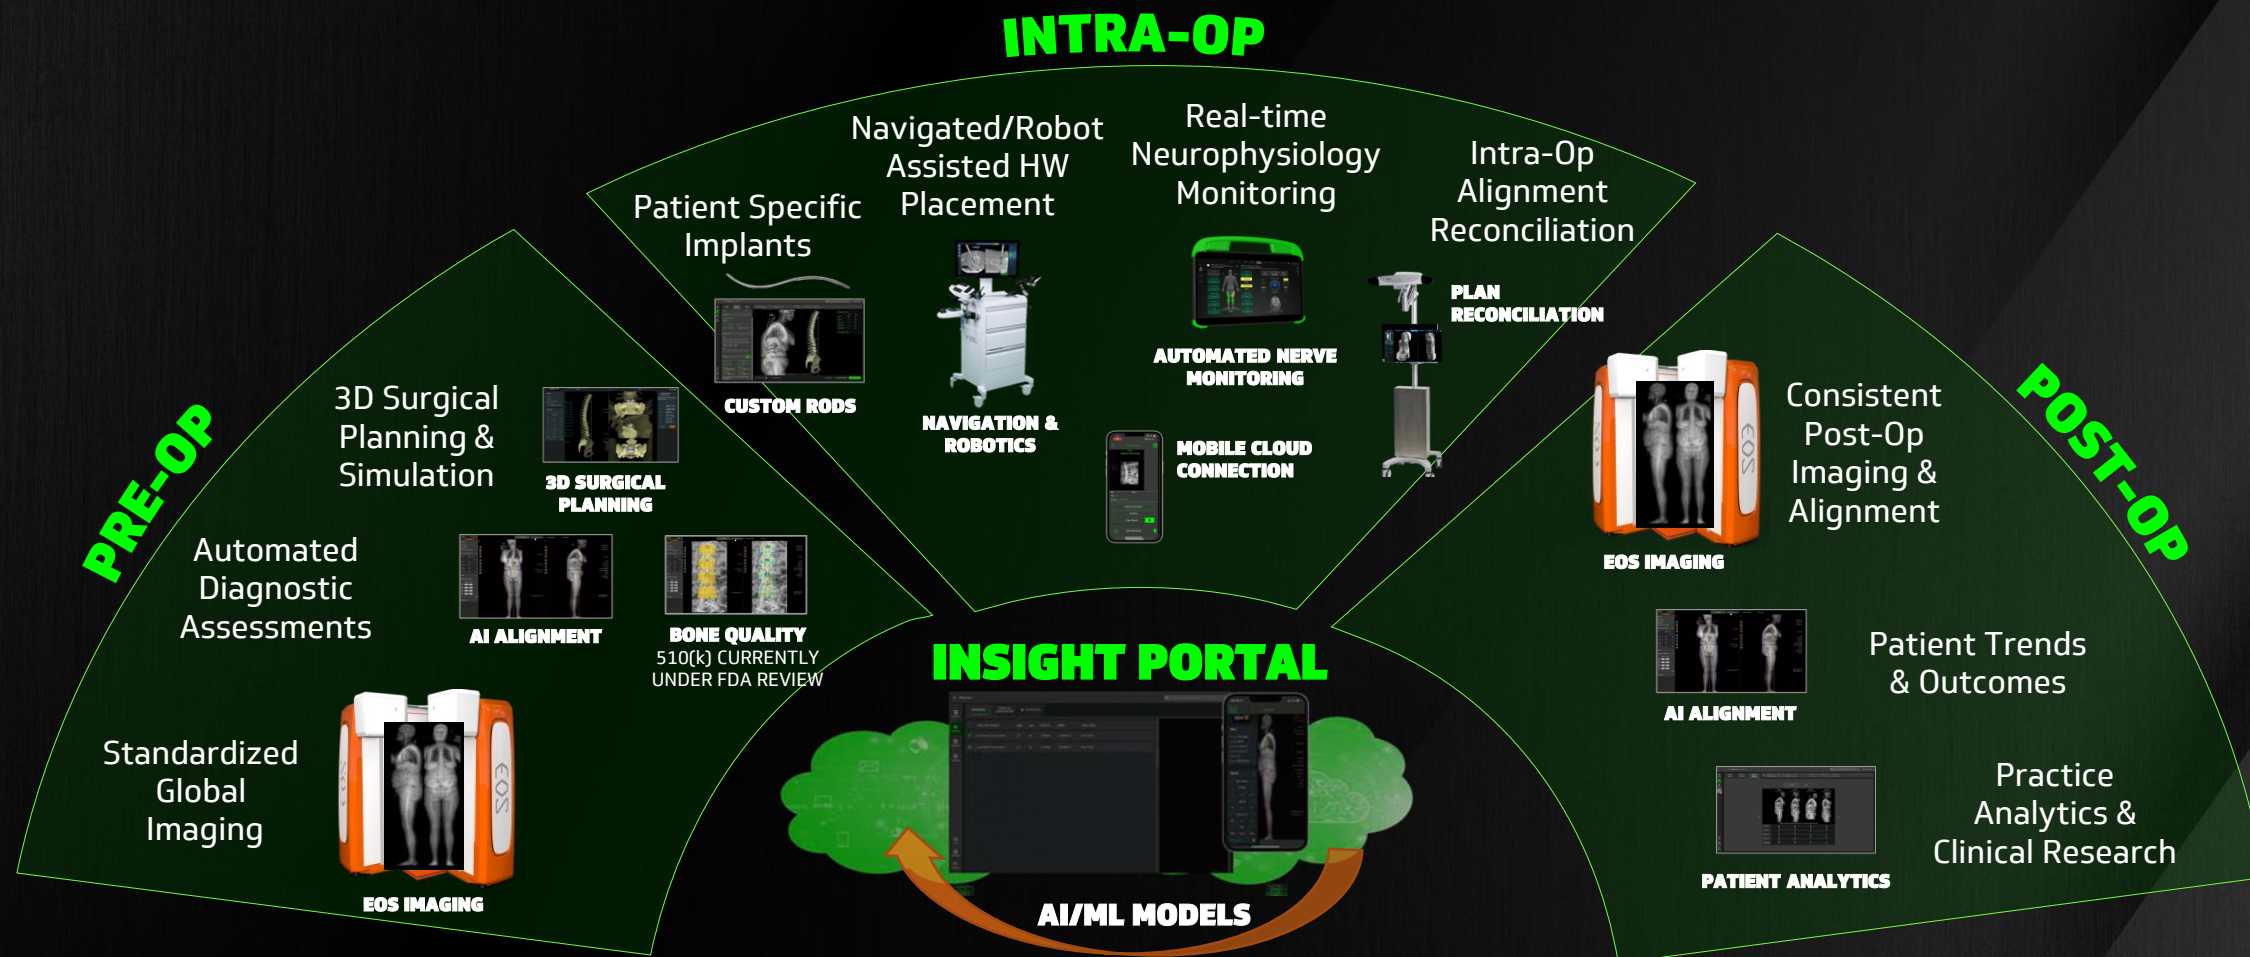 INTRA-OP
Patient Specific
Implants
CUSTOM RODS
Navigated/Robot
Assisted HW
Placement
NAVIGATION &
ROBOTICS
Real-time
Neurophysiology
Monitoring
AUTOMATED NERVE
MONITORING
MOBILE CLOUD
CONNECTION
Intra-Op
Alignment
Reconciliation
PLAN
RECONCILIATION
PRE-OP
3D Surgical
Planning &
Simulation
3D SURGICAL
PLANNING
Automated
Diagnostic
Assessments
AI ALIGNMENT
BONE QUALITY
510(k) CURRENTLY
UNDER FDA REVIEW
Standardized
Global
Imaging
EOS
EOS IMAGING
POST-OP
EOS
EOS IMAGING
Consistent
Post-Op
Imaging &
Alignment
AI ALIGNMENT
Patient Trends
& Outcomes
PATIENT ANALYTICS
Practice
Analytics &
Clinical Research
INSIGHT PORTAL
AI/ML MODELS